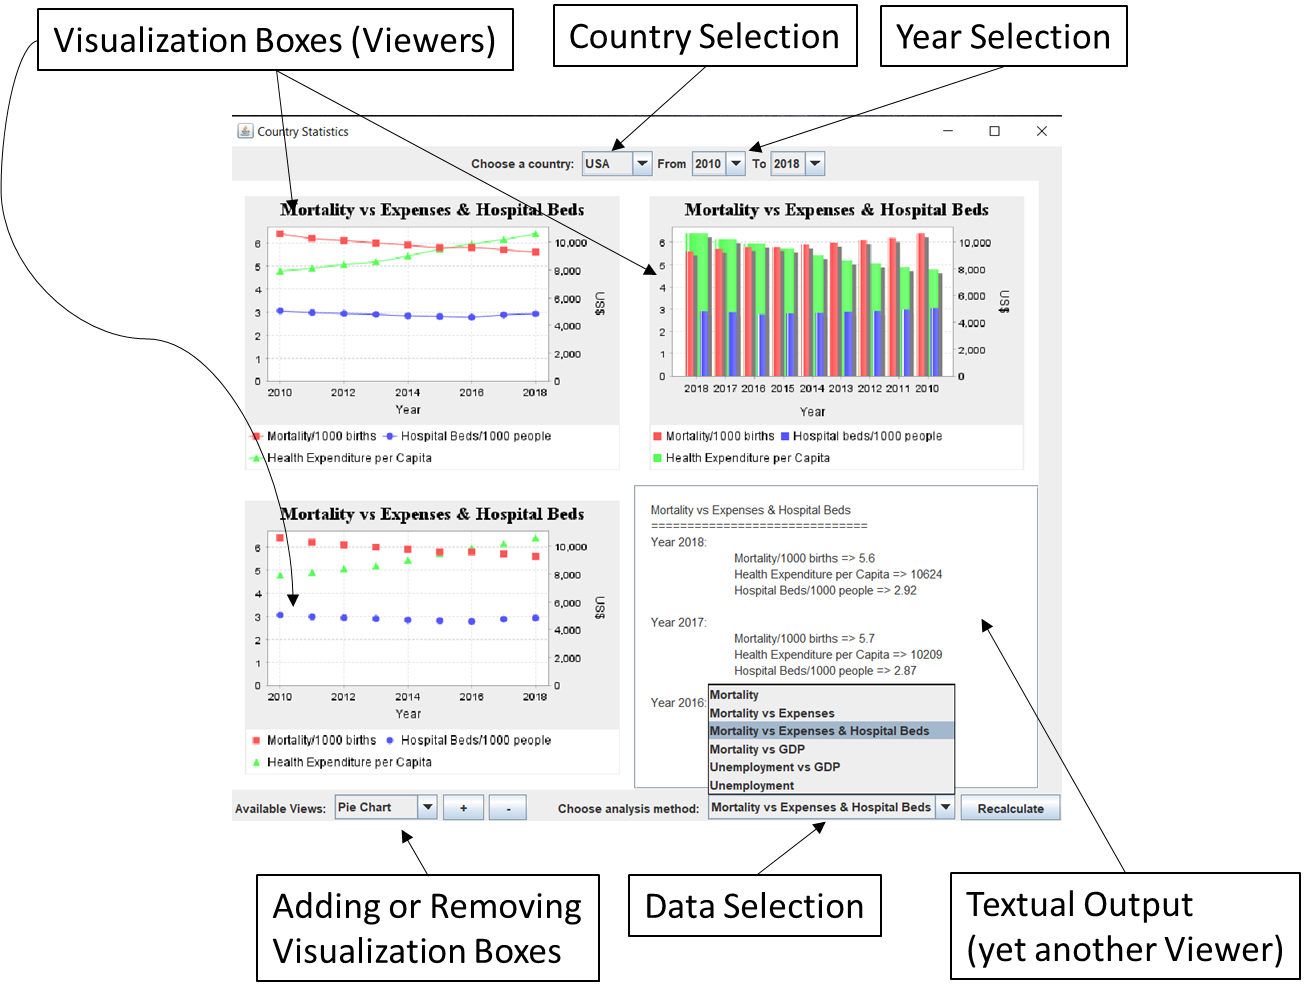 Visualization Boxes (Viewers)
Country Selection
Year Selection
Country Statistics
Choose a country: USA From 2010 To 2018
Mortality vs Expenses & Hospital Beds
6
5
4
3
2
1
0
10,000
8,000
6,000
4,000
2,000
0
US$
2010 2012 2014 2016 2018
Year
Mortality/1000 births Hospital Beds/1000 people
Health Expenditure per Capita
Mortality vs Expenses & Hospital Beds
6
5
4
3
2
1
0
10,000
8,000
6,000
4,000
2,000
0
US$
2018 2017 2016 2015 2014 2013 2012 2011 2010
Year
Mortality/1000 births Hospital beds/1000 people
Health Expenditure per Capita
Mortality vs Expenses & Hospital Beds
6
5
4
3
2
1
0
10,000
8,000
6,000
4,000
2,000
0
US$
2010 2012 2014 2016 2018
Year
Mortality/1000 births Hospital Beds/1000 people
Health Expenditure per Capita
Mortality vs Expenses & Hospital Beds
==============================
Year 2018:
Mortality/1000 births => 5.6
Health Expenditure per Capita => 10624
Hospital Beds/1000 people => 2.92
Year 2017:
Mortality/1000 births => 5.7
Health Expenditure per Capita => 10209
Hospital Beds/1000 people => 2.87
Year 2016:
Mortality
Mortality vs Expenses
Mortality vs Expenses & Hospital Beds
Mortality vs GDP
Unemployment vs GDP
Unemployment
Available Views: Pie Chart + - Choose analysis method: Mortality vs Expenses & Hospital Beds Recalculate
Adding or Removing
Visualization Boxes
Data Selection
Textual Output
(yet another Viewer)